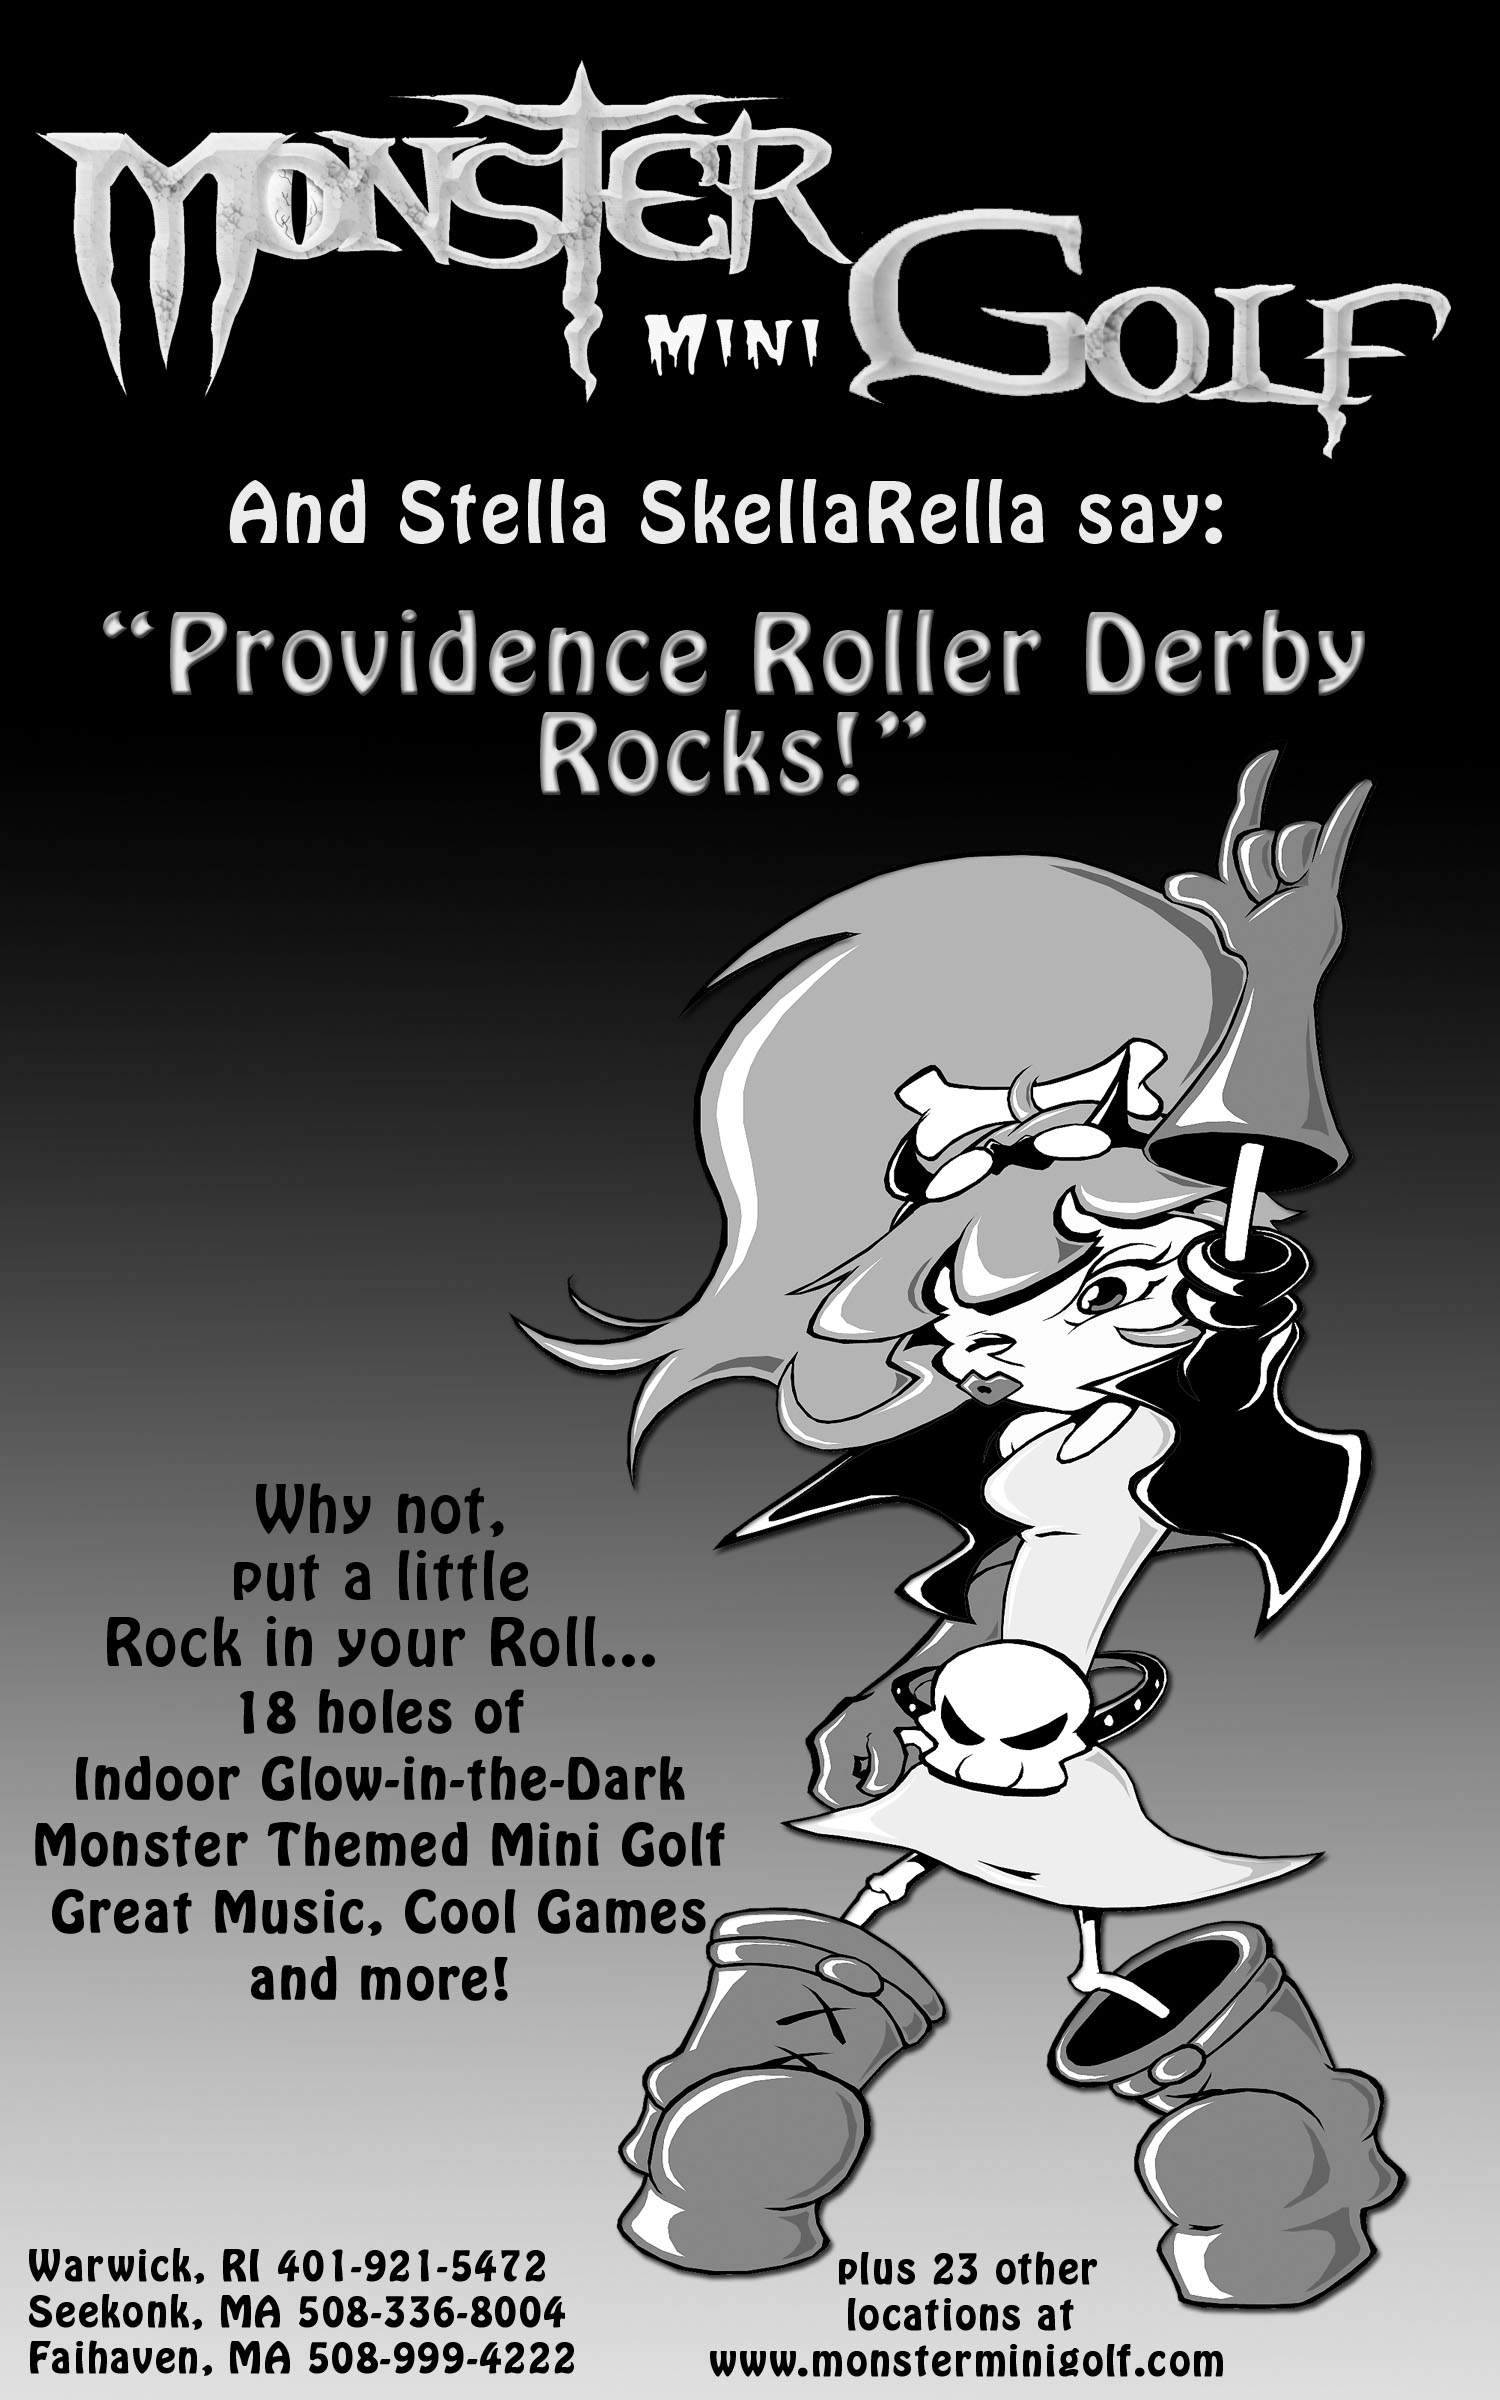 Monster
Mini Golf
And Stella SkellaRella say:
“Providence Roller Derby
Rocks!”
Why not,
put a little
Rock in your Roll...
18 holes of
Indoor Glow-in-the-Dark
Monster Themed Mini Golf
Great Music, Cool Games
and more!
Warwick, RI 401-921-5472
Seekonk, MA 508-336-8004
Faihaven, MA 508-999-4222
plus 23 other
locations at
www.monsterminigolf.com